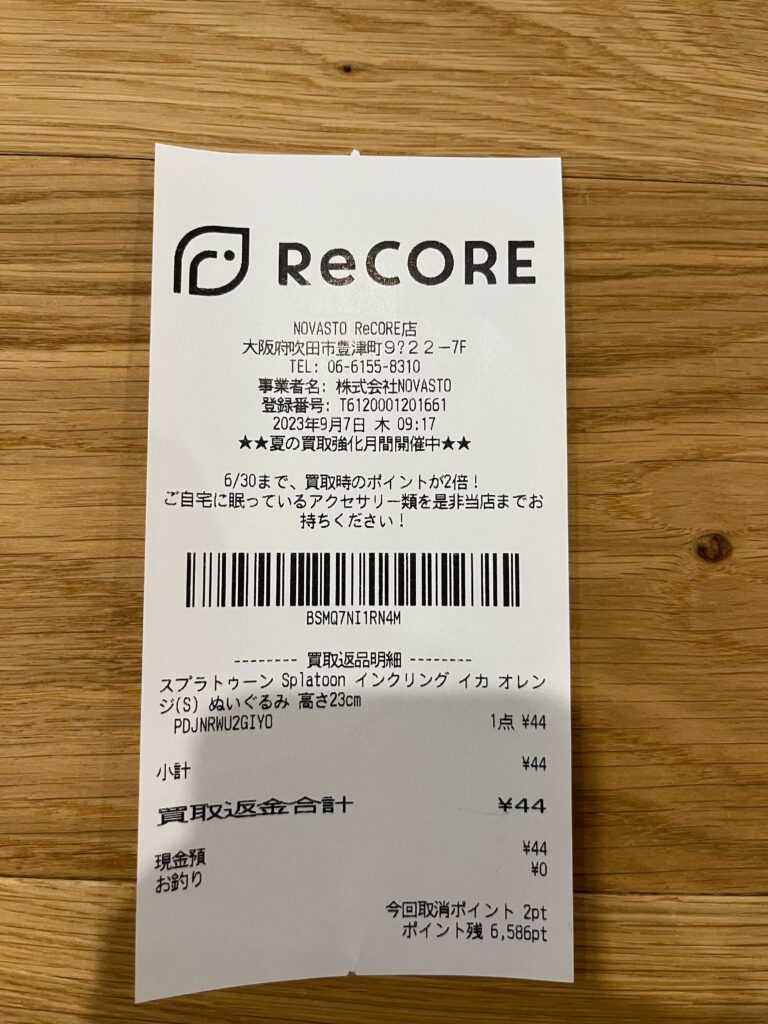 ReCORE
NOVASTO ReCORE店
大阪府吹田市豊津町９?２２－7F
TEL: 06-6155-8310
事業者名: 株式会社NOVASTO
登録番号: T6120001201661
2023年9月7日 木 09:17
★★夏の買取強化月間開催中★★
6/30まで、買取時のポイントが2倍！
ご自宅に眠っているアクセサリー類を是非当店までお
持ちください！
BSMQ7NI1RN4M
-------- 買取返品明細 --------
スプラトゥーン Splatoon インクリング イカ オレン
ジ(S) ぬいぐるみ 高さ23cm
PDJNRWU2GIYO 1点 ¥44
小計 ¥44
買取返金合計 ¥44
現金預 ¥44
お釣り ¥0
今回取消ポイント 2pt
ポイント残 6,586pt